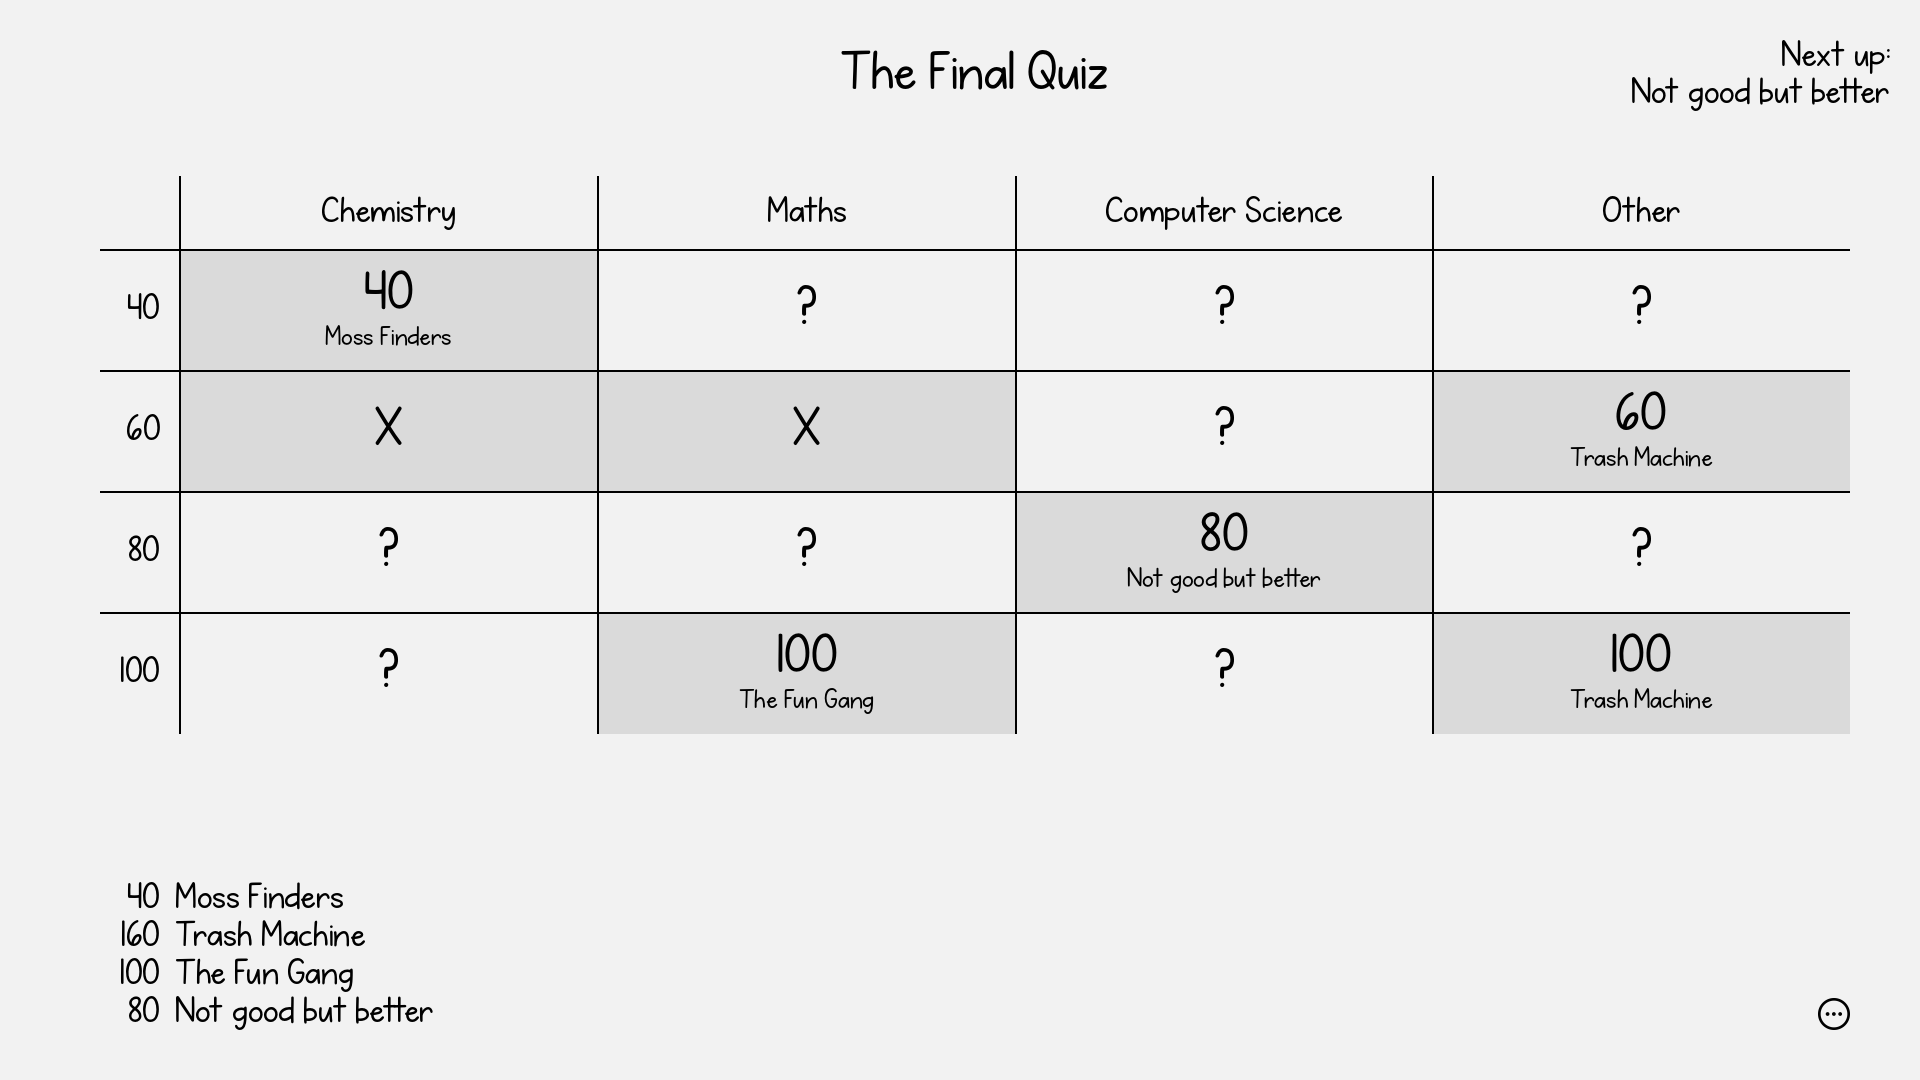 The Final Quiz
Next up:
Not good but better
Chemistry Maths Computer Science Other
40 40 ? ? ?
Moss Finders
60 X X ? 60
Trash Machine
80 ? ? 80 ?
Not good but better
100 ? 100 ? 100
The Fun Gang Trash Machine
40 Moss Finders
160 Trash Machine
100 The Fun Gang
80 Not good but better